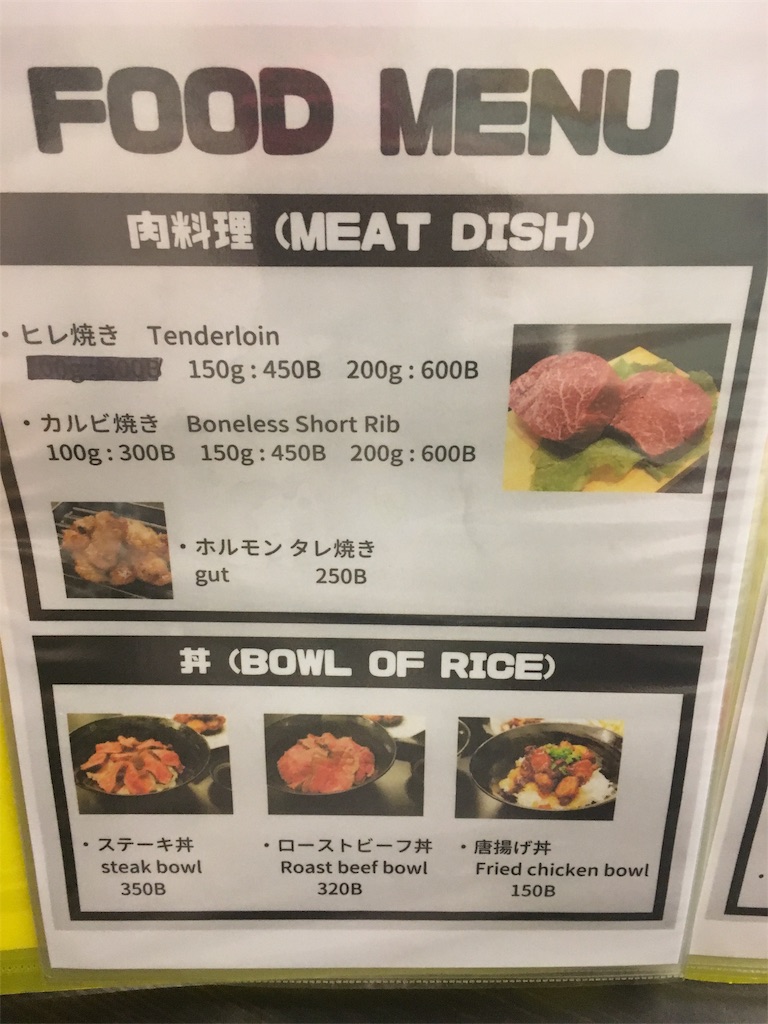 FOOD MENU
肉料理 (MEAT DISH)
・ヒレ焼き Tenderloin
150g:450B 200g:600B
・カルビ焼き Boneless Short Rib
100g:300B 150g:450B 200g:600B
・ホルモン タレ焼き
gut 250B
丼 (BOWL OF RICE)
・ステーキ丼
steak bowl
350B
・ローストビーフ丼
Roast beef bowl
320B
・唐揚げ丼
Fried chicken bowl
150B